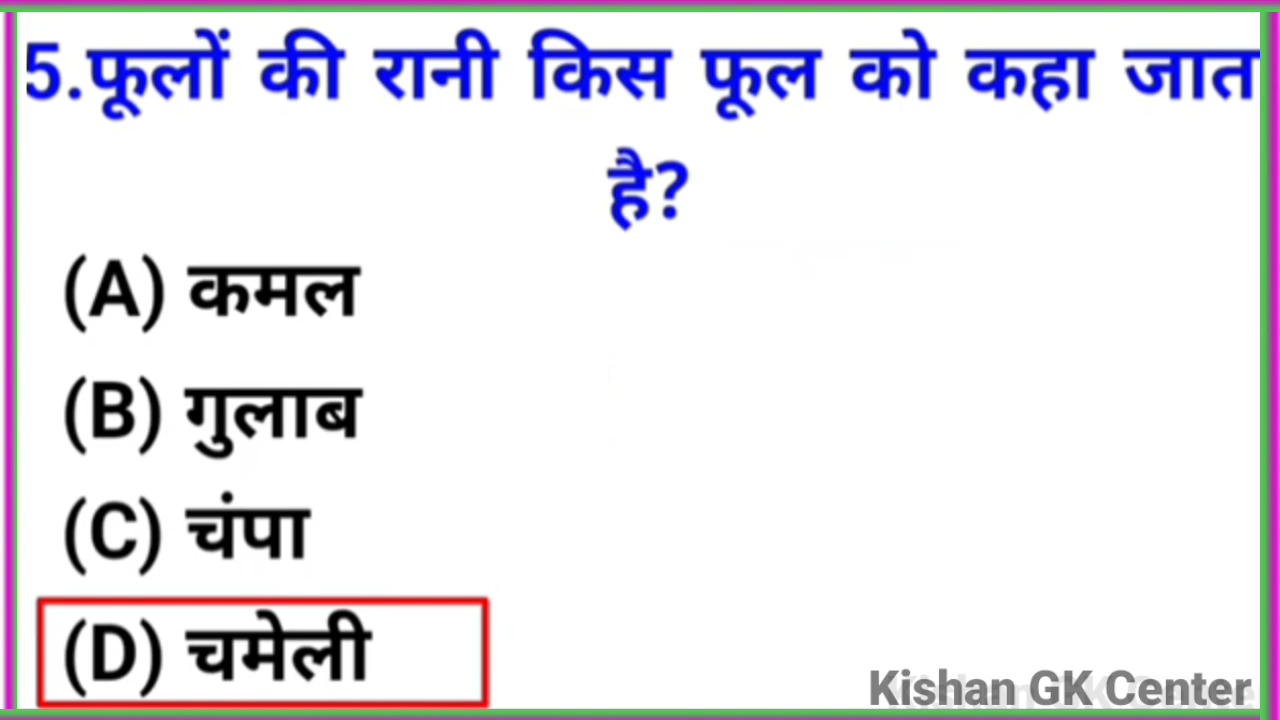 5.फूलों की रानी किस फूल को कहा जात
है?
(A) कमल
(B) गुलाब
(C) चंपा
(D) चमेली
Kishan GK Center